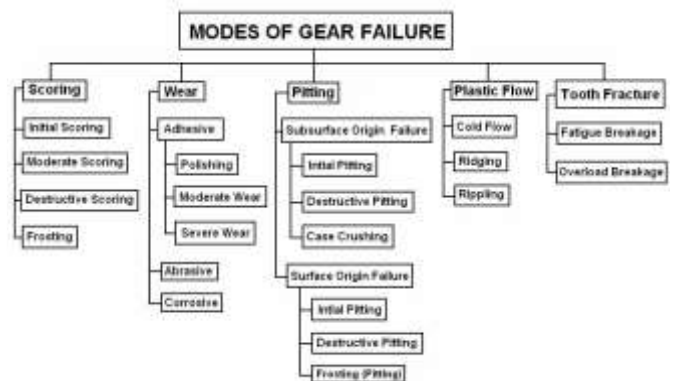 MODES OF GEAR FAILURE
Scoring
Initial Scoring
Moderate Scoring
Destructive Scoring
Frosting
Wear
Adhesive
Polishing
Moderate Wear
Severe Wear
Abrasive
Corrosive
Pitting
Subsurface Origin Failure
Intial Pitting
Destructive Pitting
Case Crushing
Surface Origin Failure
Intial Pitting
Destructive Pitting
Frosting (Pitting)
Plastic Flow
Cold Flow
Ridging
Rippling
Tooth Fracture
Fatigue Breakage
Overload Breakage